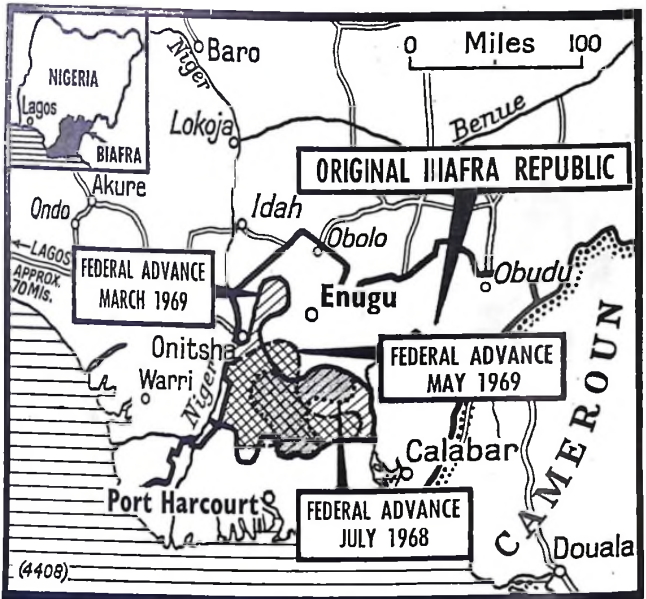 Niger
Baro
0 Miles 100
NIGERIA
Lagos
BIAFRA
Lokoja
Benue
ORIGINAL IIIAFRA REPUBLIC
Akure
Ondo
Idah
Obolo
←LAGOS
APPROX.
70Mls.
FEDERAL ADVANCE
MARCH 1969
Enugu
Obudu
Onitsha
FEDERAL ADVANCE
MAY 1969
Warri
Niger
Calabar
CAMEROUN
Port Harcourt
FEDERAL ADVANCE
JULY 1968
Douala
(4408)